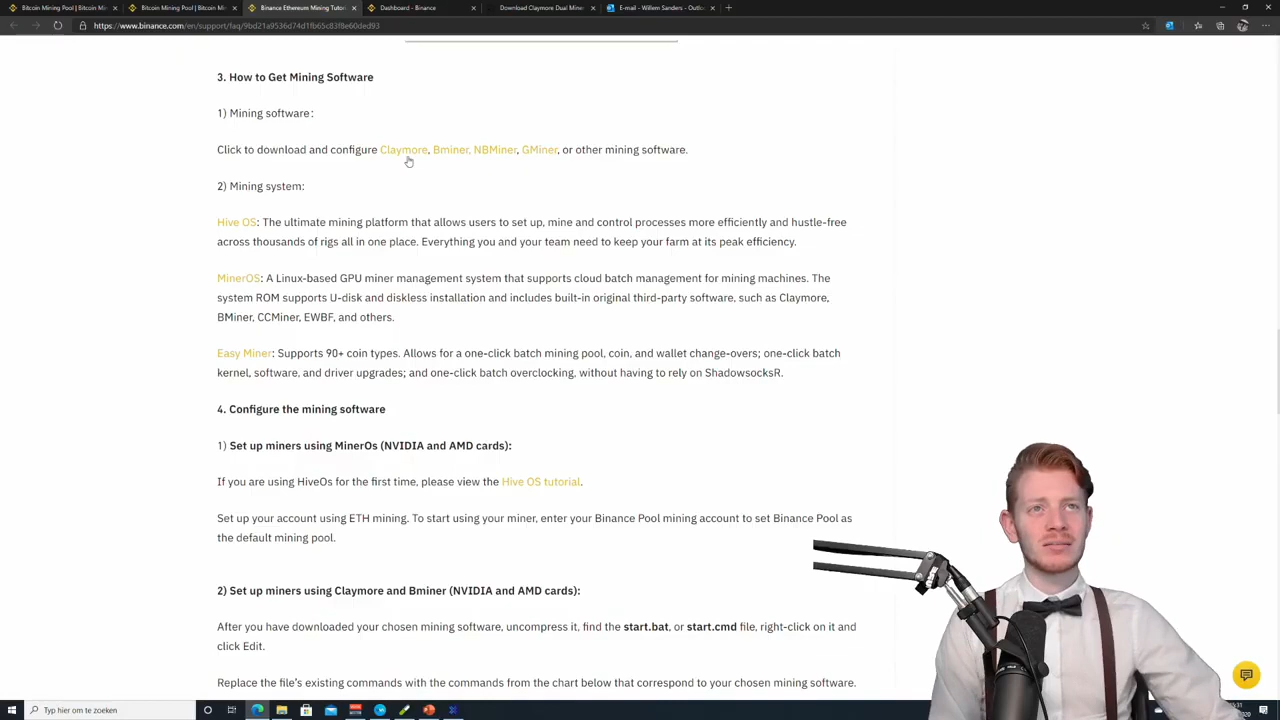 Bitcoin Mining Pool | Bitcoin Min
Bitcoin Mining Pool | Bitcoin Mi
Binance Ethereum Mining Tutor
Dashboard - Binance
Download Claymore Dual Miner
E-mail - Willem Sanders - Outlo
https://www.binance.com/en/support/faq/9bd21a9536d74d1fb65c83f8e60ded93
3. How to Get Mining Software
1) Mining software:
Click to download and configure Claymore, Bminer, NBMiner, GMiner, or other mining software.
2) Mining system:
Hive OS: The ultimate mining platform that allows users to set up, mine and control processes more efficiently and hustle-free
across thousands of rigs all in one place. Everything you and your team need to keep your farm at its peak efficiency.
MinerOS: A Linux-based GPU miner management system that supports cloud batch management for mining machines. The
system ROM supports U-disk and diskless installation and includes built-in original third-party software, such as Claymore,
BMiner, CCMiner, EWBF, and others.
Easy Miner: Supports 90+ coin types. Allows for a one-click batch mining pool, coin, and wallet change-overs; one-click batch
kernel, software, and driver upgrades; and one-click batch overclocking, without having to rely on ShadowsocksR.
4. Configure the mining software
1) Set up miners using MinerOs (NVIDIA and AMD cards):
If you are using HiveOs for the first time, please view the Hive OS tutorial.
Set up your account using ETH mining. To start using your miner, enter your Binance Pool mining account to set Binance Pool as
the default mining pool.
2) Set up miners using Claymore and Bminer (NVIDIA and AMD cards):
After you have downloaded your chosen mining software, uncompress it, find the start.bat, or start.cmd file, right-click on it and
click Edit.
Replace the file's existing commands with the commands from the chart below that correspond to your chosen mining software.
Typ hier om te zoeken